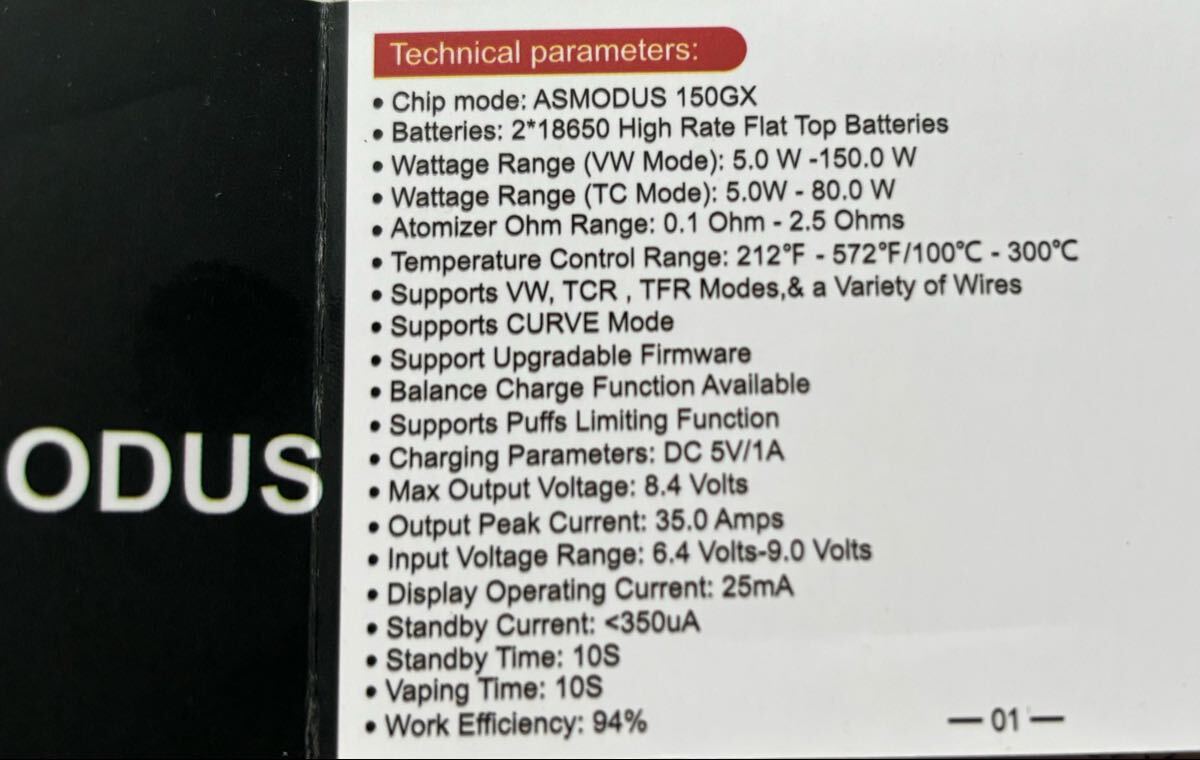 ODUS
Technical parameters:
• Chip mode: ASMODUS 150GX
• Batteries: 2*18650 High Rate Flat Top Batteries
• Wattage Range (VW Mode): 5.0 W -150.0 W
• Wattage Range (TC Mode): 5.0W - 80.0 W
• Atomizer Ohm Range: 0.1 Ohm - 2.5 Ohms
• Temperature Control Range: 212°F - 572°F/100℃ - 300℃
• Supports VW, TCR , TFR Modes,& a Variety of Wires
• Supports CURVE Mode
• Support Upgradable Firmware
• Balance Charge Function Available
• Supports Puffs Limiting Function
• Charging Parameters: DC 5V/1A
• Max Output Voltage: 8.4 Volts
• Output Peak Current: 35.0 Amps
• Input Voltage Range: 6.4 Volts-9.0 Volts
• Display Operating Current: 25mA
• Standby Current: <350uA
• Standby Time: 10S
• Vaping Time: 10S
• Work Efficiency: 94%
— 01 —